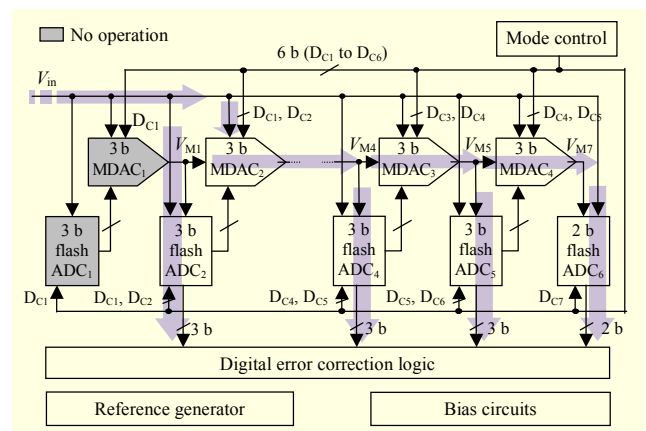 No operation
Mode control
6 b (DC1 to DC6)
Vin
DC1
DC1, DC2
DC3, DC4
DC4, DC5
3 b
MDAC1
VM1
3 b
MDAC2
VM4
3 b
MDAC3
VM5
3 b
MDAC4
VM7
3 b
flash
ADC1
3 b
flash
ADC2
3 b
flash
ADC4
3 b
flash
ADC5
2 b
flash
ADC6
DC1
DC1, DC2
DC4, DC5
DC5, DC6
DC7
3 b
3 b
3 b
2 b
Digital error correction logic
Reference generator
Bias circuits